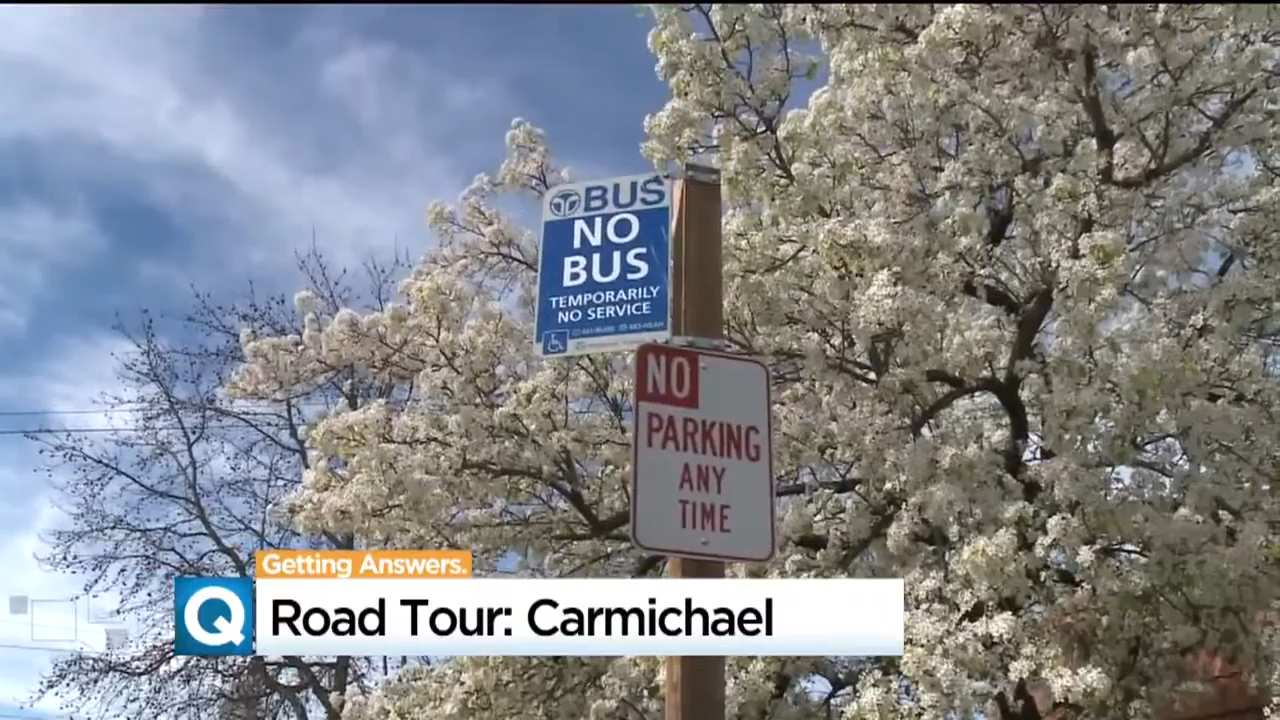 BUS
NO
BUS
TEMPORARILY
NO SERVICE
NO
PARKING
ANY
TIME
Getting Answers.
Q
Road Tour: Carmichael